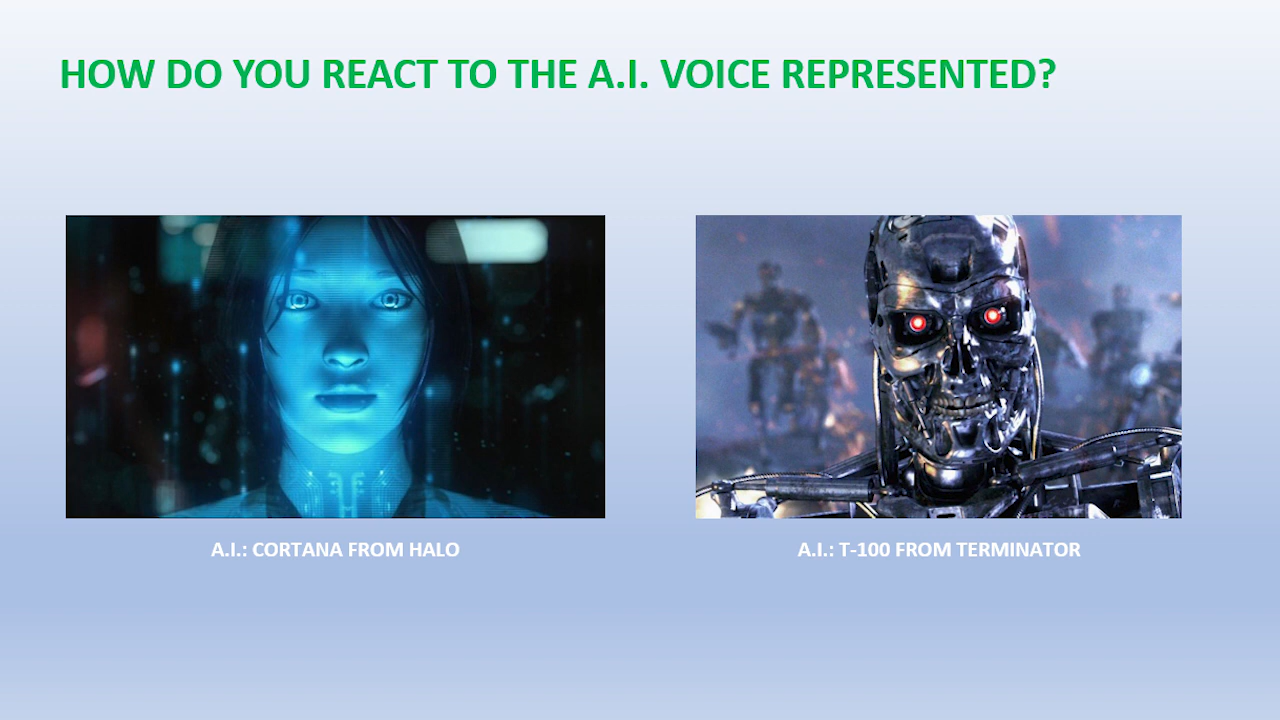 HOW DO YOU REACT TO THE A.I. VOICE REPRESENTED?
A.I.: CORTANA FROM HALO
A.I.: T-100 FROM TERMINATOR